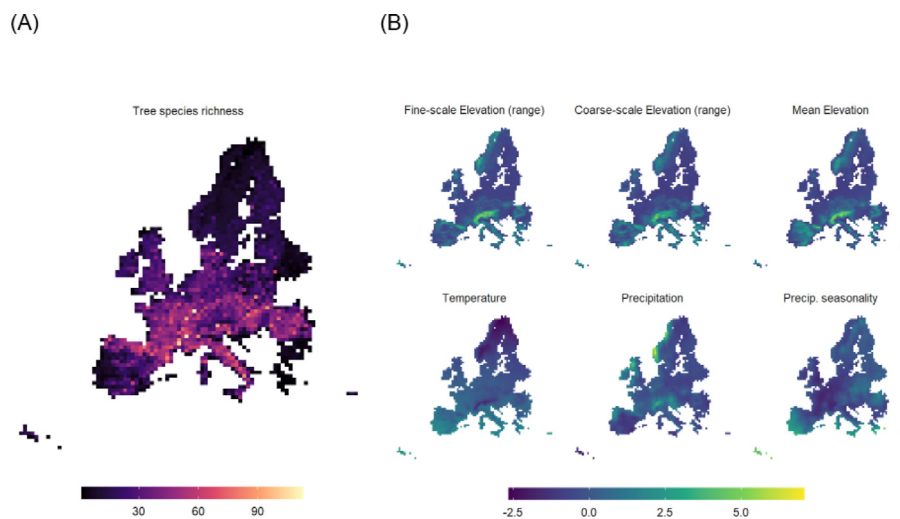 (A)
(B)
Tree species richness
Fine-scale Elevation (range)
Coarse-scale Elevation (range)
Mean Elevation
Temperature
Precipitation
Precip. seasonality
30 60 90
-2.5 0.0 2.5 5.0